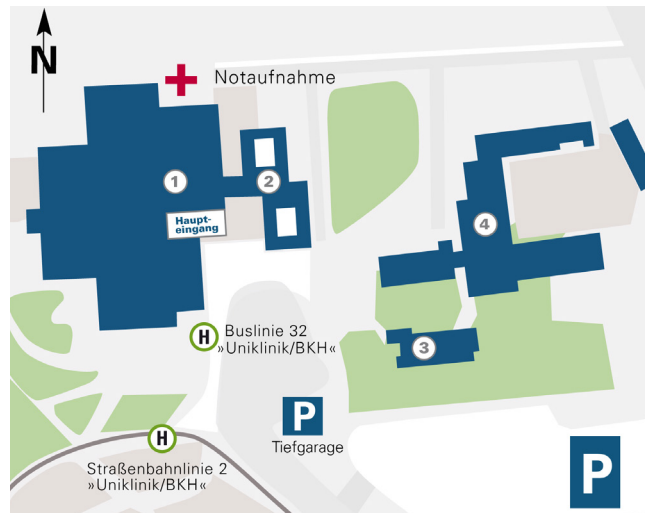 N
Notaufnahme
1
2
Haupt-
eingang
4
H
Buslinie 32
»Uniklinik/BKH«
3
P
Tiefgarage
H
Straßenbahnlinie 2
»Uniklinik/BKH«
P